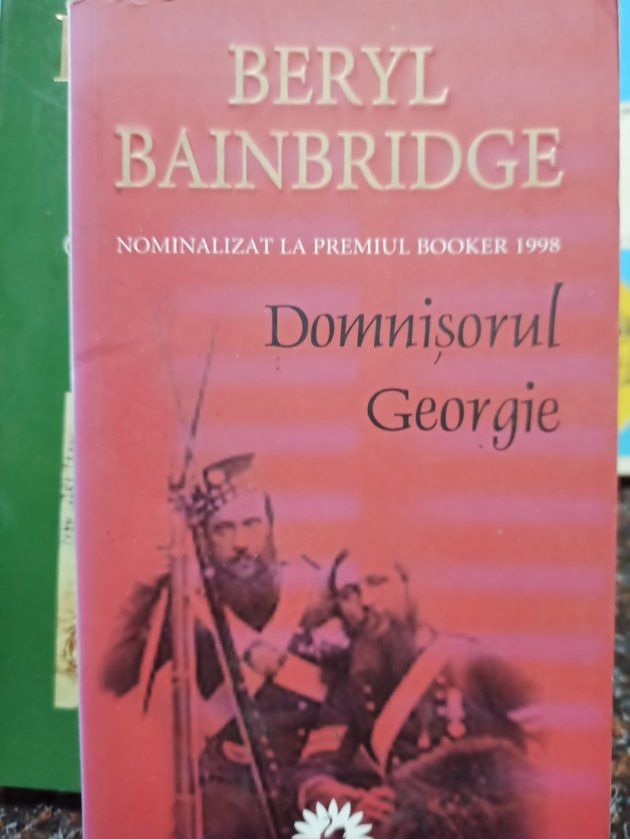 BERYL
BAINBRIDGE
NOMINALIZAT LA PREMIUL BOOKER 1998
Domnișorul
Georgie